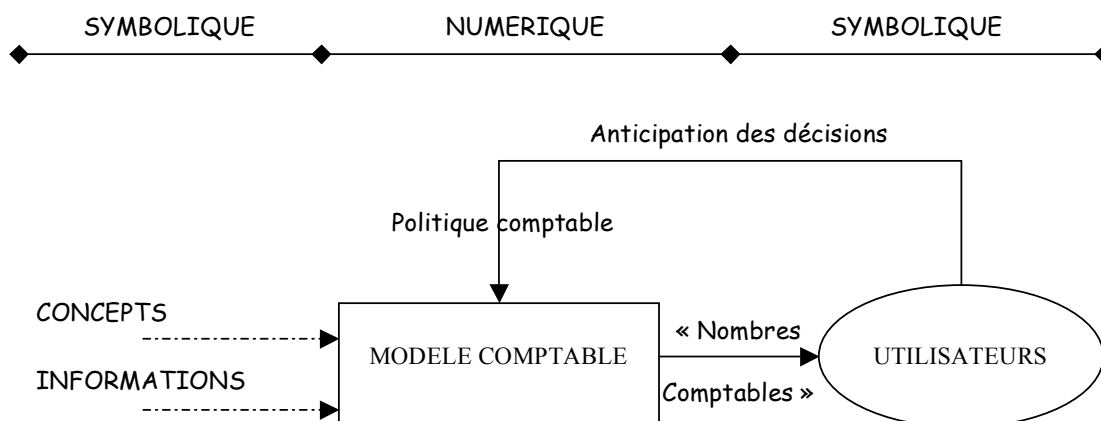 SYMBOLIQUE NUMERIQUE SYMBOLIQUE
Anticipation des décisions
Politique comptable
CONCEPTS
« Nombres
MODELE COMPTABLE
UTILISATEURS
INFORMATIONS
Comptables »